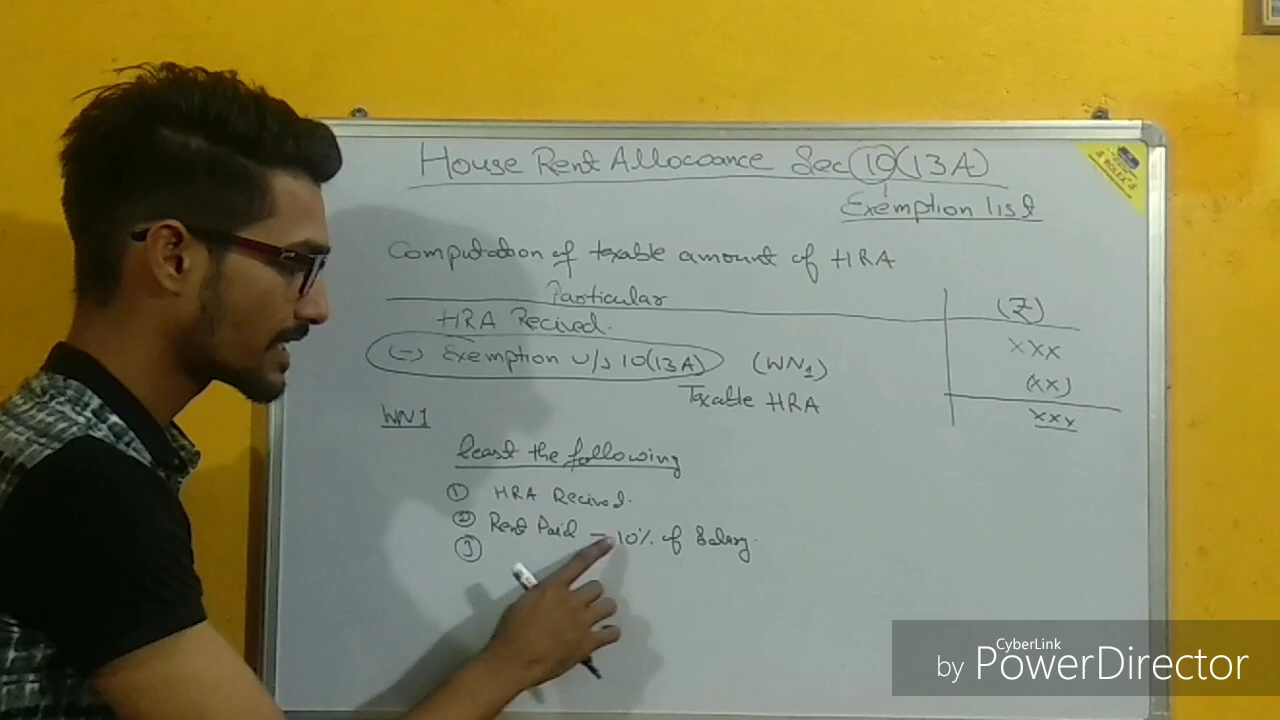 House Rent Allocoance Sec (10)(13A)
Exemption list
Computation of taxable amount of HRA
Particular
(₹)
HRA Recived.
xxx
(-) Exemption u/s 10(13A) (WN1)
(xx)
Taxable HRA
xxx
WN1
least the following
① HRA Recived.
② Rent Paid - 10% of Salary.
③
CyberLink
by PowerDirector